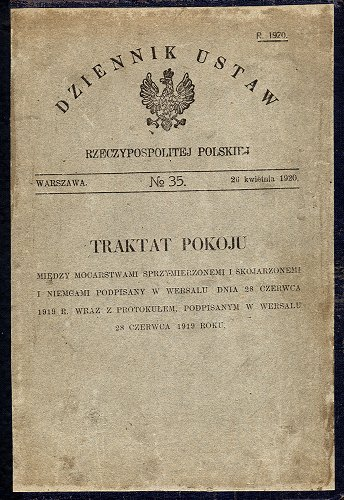 R. 1920.
DZIENNIK USTAW
RZECZYPOSPOLITEJ POLSKIEJ
WARSZAWA. № 35. 26 kwietnia 1920.
TRAKTAT POKOJU
MIĘDZY MOCARSTWAMI SPRZYMIERZONEMI I SKOJARZONEMI
I NIEMCAMI PODPISANY W WERSALU DNIA 28 CZERWCA
1919 R. WRAZ Z PROTOKUŁEM, PODPISANYM W WERSALU
28 CZERWCA 1919 ROKU.